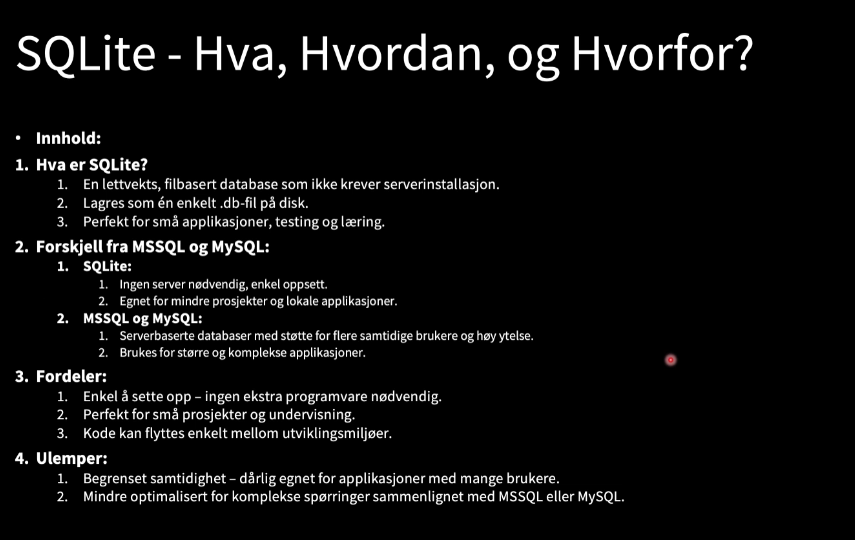 SQLite - Hva, Hvordan, og Hvorfor?
• Innhold:
1. Hva er SQLite?
1. En lettvekts, filbasert database som ikke krever serverinstallasjon.
2. Lagres som én enkelt .db-fil på disk.
3. Perfekt for små applikasjoner, testing og læring.
2. Forskjell fra MSSQL og MySQL:
1. SQLite:
1. Ingen server nødvendig, enkel oppsett.
2. Egnet for mindre prosjekter og lokale applikasjoner.
2. MSSQL og MySQL:
1. Serverbaserte databaser med støtte for flere samtidige brukere og høy ytelse.
2. Brukes for større og komplekse applikasjoner.
3. Fordeler:
1. Enkel å sette opp – ingen ekstra programvare nødvendig.
2. Perfekt for små prosjekter og undervisning.
3. Kode kan flyttes enkelt mellom utviklingsmiljøer.
4. Ulemper:
1. Begrenset samtidighet – dårlig egnet for applikasjoner med mange brukere.
2. Mindre optimalisert for komplekse spørringer sammenlignet med MSSQL eller MySQL.